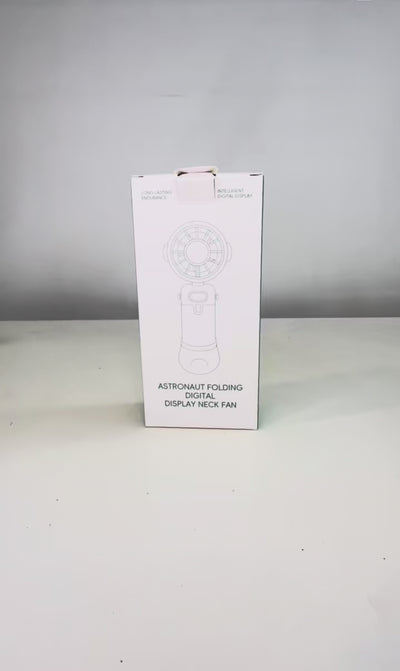 LONG LASTING
ENDURANCE
INTELLIGENT
DIGITAL DISPLAY
ASTRONAUT FOLDING
DIGITAL
DISPLAY NECK FAN